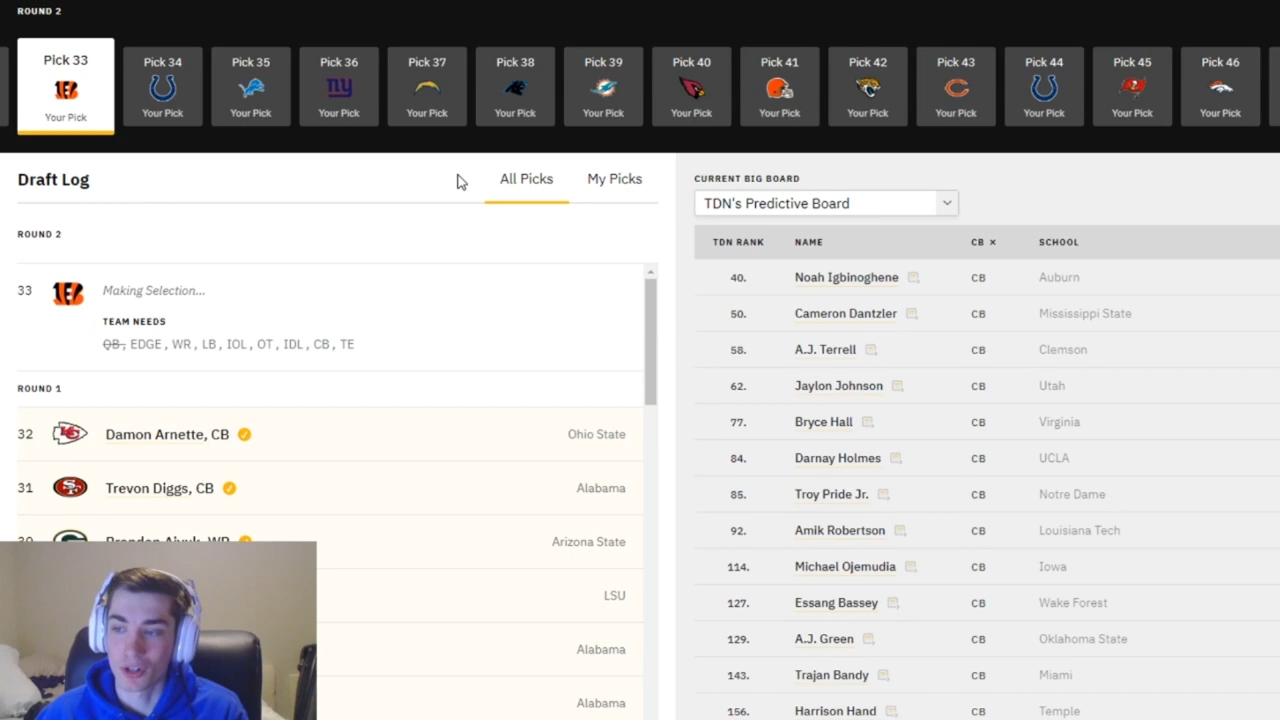 ROUND 2
Pick 33
Your Pick
Pick 34
Your Pick
Pick 35
Your Pick
Pick 36
ny
Your Pick
Pick 37
Your Pick
Pick 38
Your Pick
Pick 39
Your Pick
Pick 40
Your Pick
Pick 41
Your Pick
Pick 42
Your Pick
Pick 43
Your Pick
Pick 44
Your Pick
Pick 45
Your Pick
Pick 46
Your Pick
Draft Log
All Picks
My Picks
ROUND 2
33 Making Selection...
TEAM NEEDS
QB, EDGE, WR, LB, IOL, OT, IDL, CB, TE
ROUND 1
32 KC Damon Arnette, CB Ohio State
31 SF Trevon Diggs, CB Alabama
30 Brandon Aiyuk, WR Arizona State
LSU
Alabama
Alabama
CURRENT BIG BOARD
TDN's Predictive Board
TDN RANK NAME CB × SCHOOL
40. Noah Igbinoghene CB Auburn
50. Cameron Dantzler CB Mississippi State
58. A.J. Terrell CB Clemson
62. Jaylon Johnson CB Utah
77. Bryce Hall CB Virginia
84. Darnay Holmes CB UCLA
85. Troy Pride Jr. CB Notre Dame
92. Amik Robertson CB Louisiana Tech
114. Michael Ojemudia CB Iowa
127. Essang Bassey CB Wake Forest
129. A.J. Green CB Oklahoma State
143. Trajan Bandy CB Miami
156. Harrison Hand CB Temple